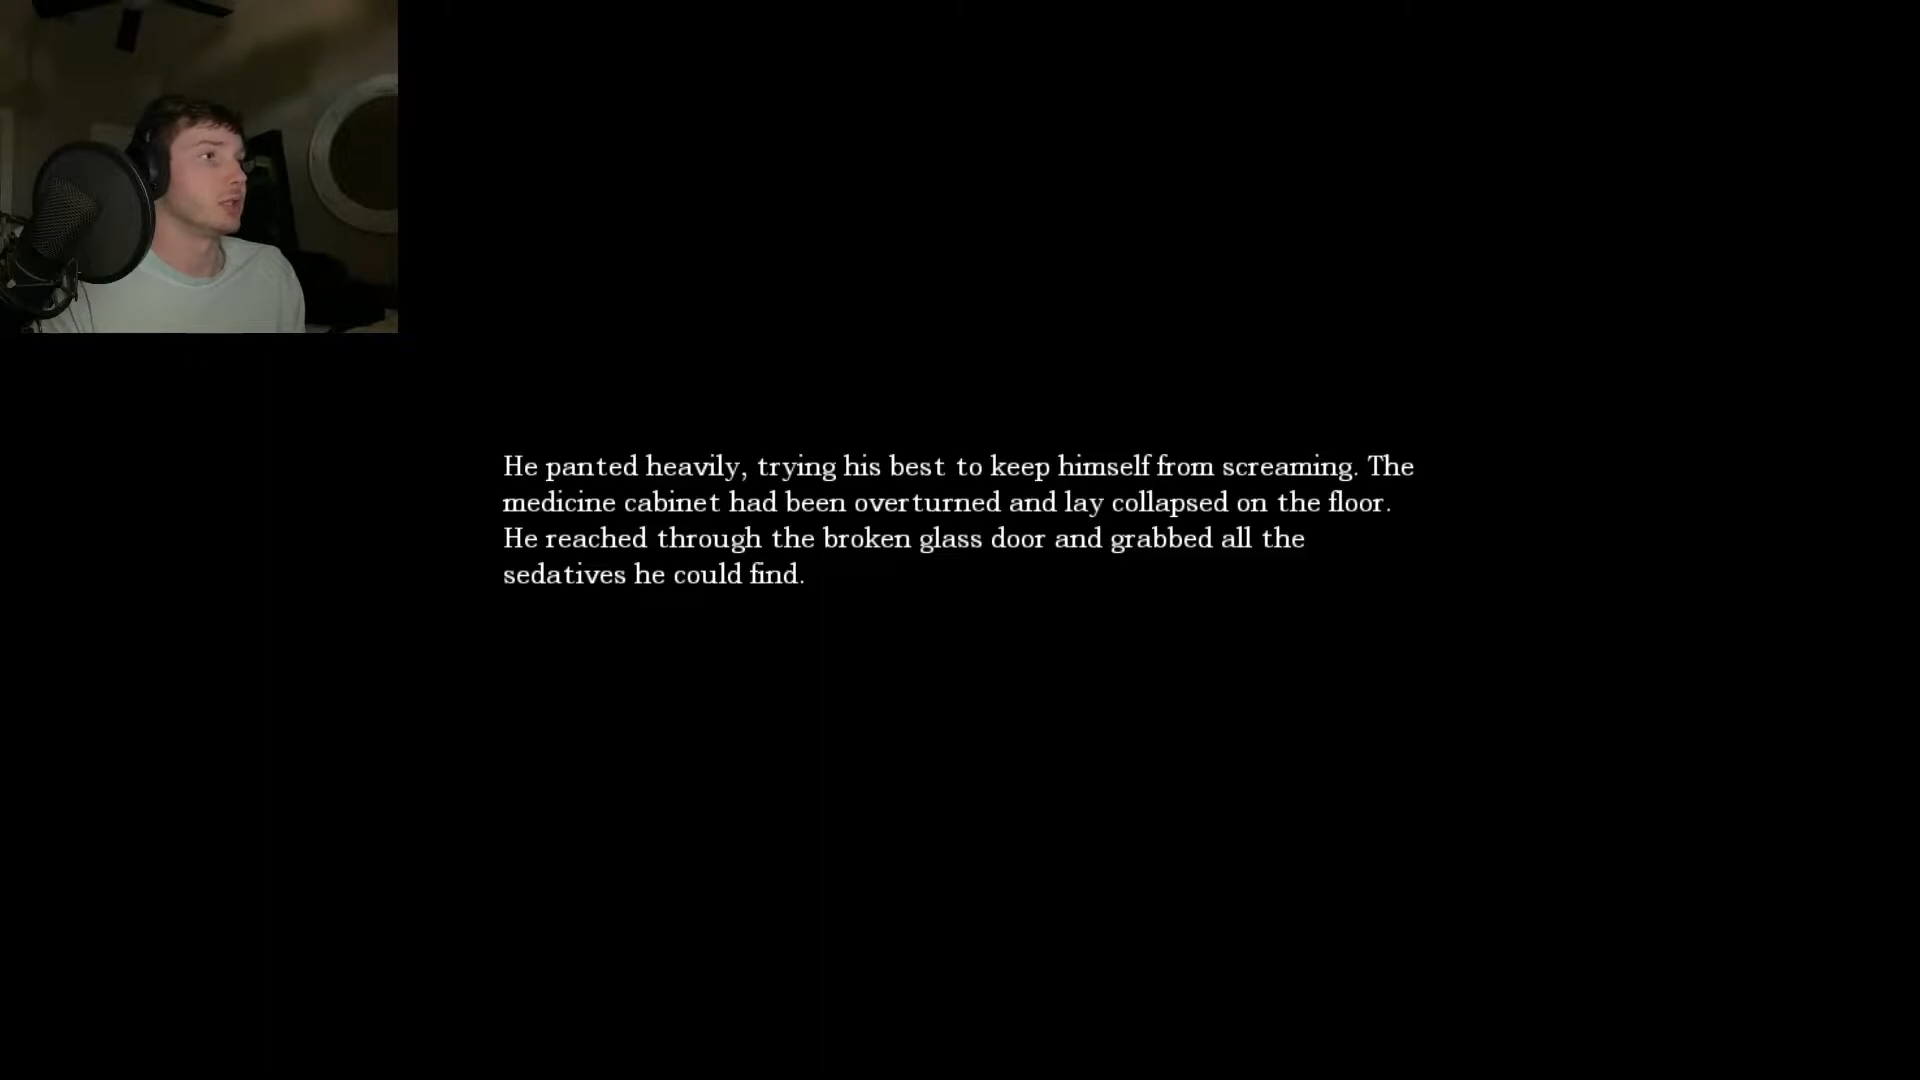 He panted heavily, trying his best to keep himself from screaming. The
medicine cabinet had been overturned and lay collapsed on the floor.
He reached through the broken glass door and grabbed all the
sedatives he could find.